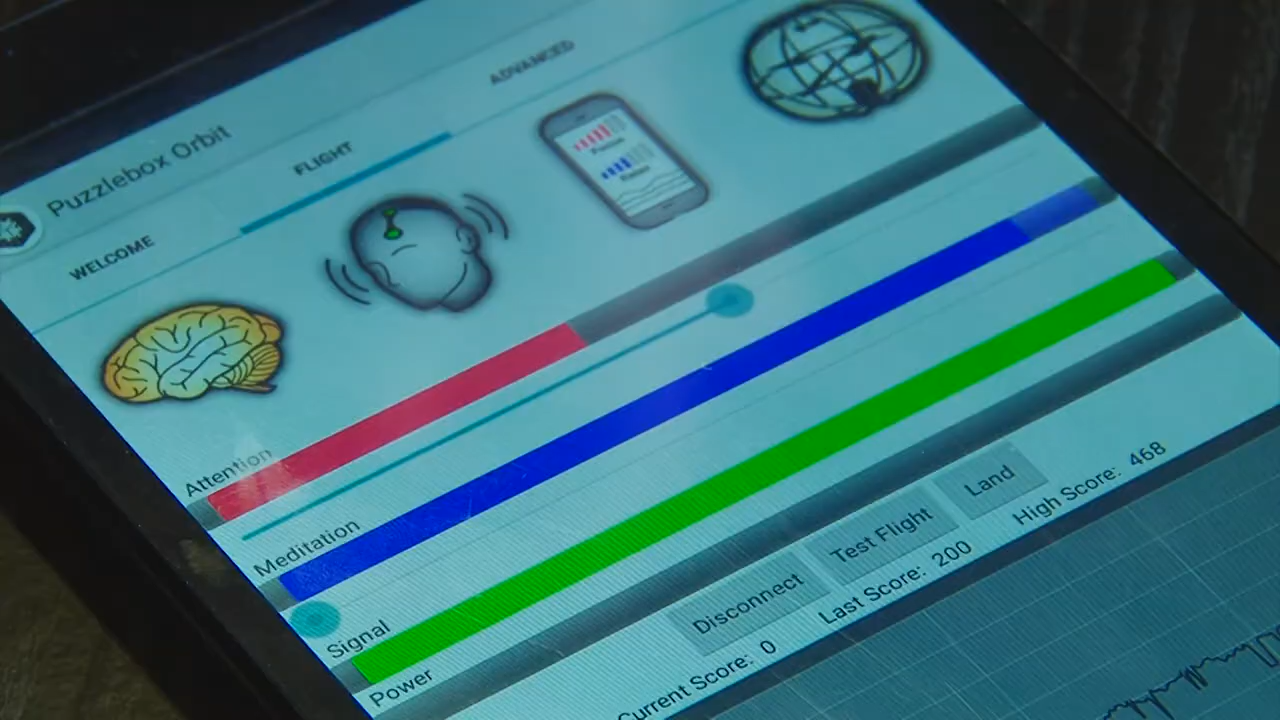 Puzzlebox Orbit
WELCOME
FLIGHT
ADVANCED
Attention
Meditation
Signal
Power
Disconnect
Test Flight
Land
Current Score: 0
Last Score: 200
High Score: 468